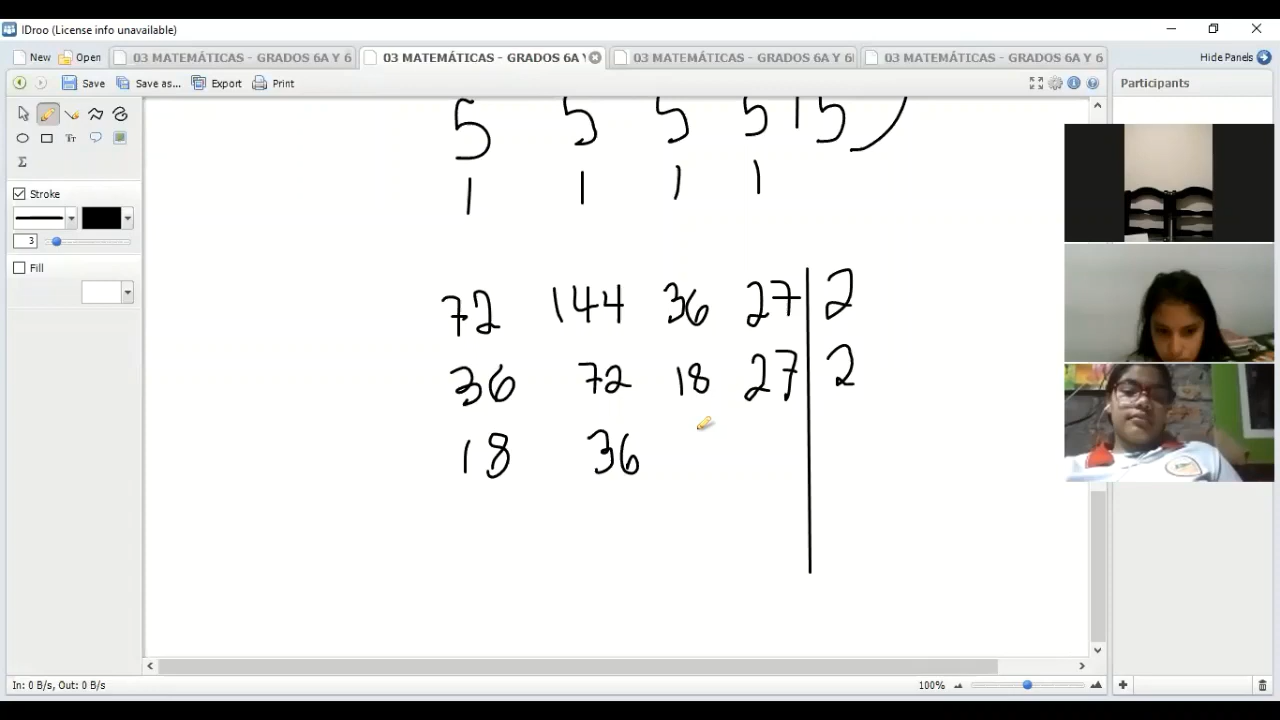 IDroo (License info unavailable)
New Open 03 MATEMÁTICAS - GRADOS 6A Y 6 03 MATEMÁTICAS - GRADOS 6A Y 03 MATEMÁTICAS - GRADOS 6A Y 6 03 MATEMÁTICAS - GRADOS 6A Y 6 Hide Panels
Save Save as... Export Print Participants
5 5 5 5 5
1 1 1 1
Stroke
3
Fill
72 144 36 27 2
36 72 18 27 2
18 36
In: 0 B/s, Out: 0 B/s 100%